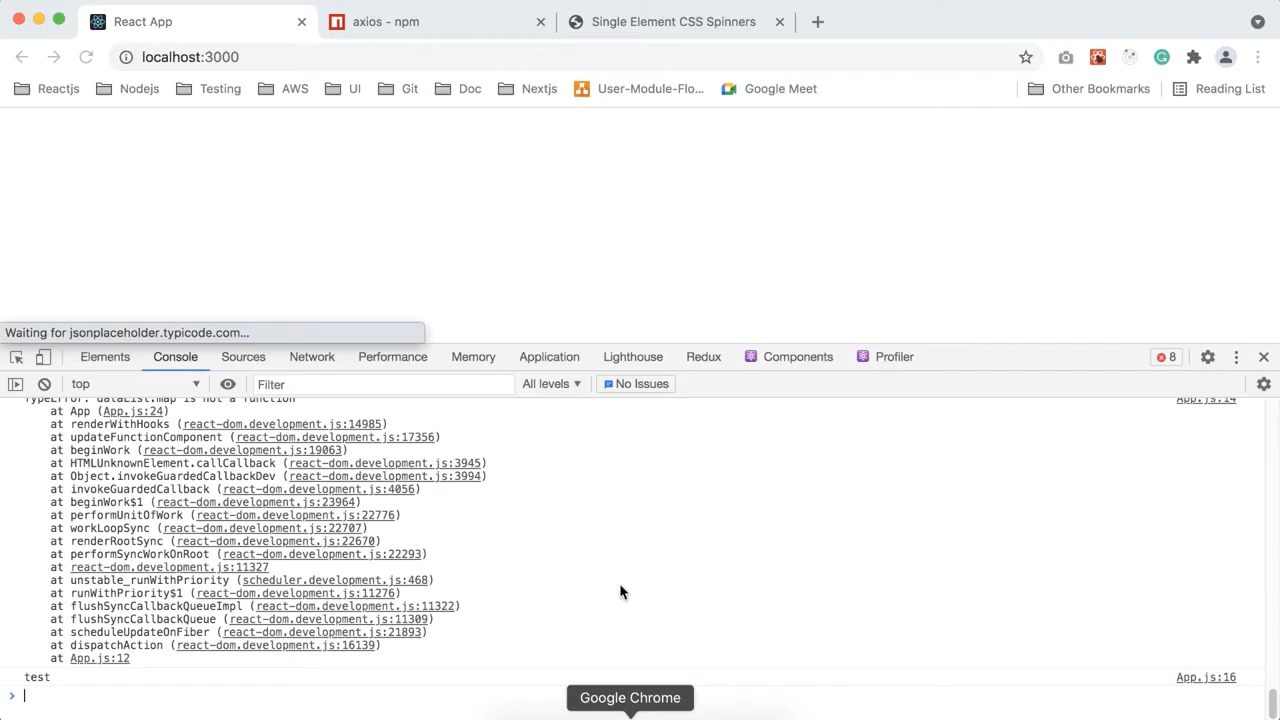 React App
axios - npm
Single Element CSS Spinners
localhost:3000
Reactjs Nodejs Testing AWS UI Git Doc Nextjs User-Module-Flo... Google Meet Other Bookmarks Reading List
Waiting for jsonplaceholder.typicode.com...
Elements Console Sources Network Performance Memory Application Lighthouse Redux Components Profiler 8
top Filter All levels No Issues
TypeError: dataList.map is not a function App.js:14
at App (App.js:24)
at renderWithHooks (react-dom.development.js:14985)
at updateFunctionComponent (react-dom.development.js:17356)
at beginWork (react-dom.development.js:19063)
at HTMLUnknownElement.callCallback (react-dom.development.js:3945)
at Object.invokeGuardedCallbackDev (react-dom.development.js:3994)
at invokeGuardedCallback (react-dom.development.js:4056)
at beginWork$1 (react-dom.development.js:23964)
at performUnitOfWork (react-dom.development.js:22776)
at workLoopSync (react-dom.development.js:22707)
at renderRootSync (react-dom.development.js:22670)
at performSyncWorkOnRoot (react-dom.development.js:22293)
at react-dom.development.js:11327
at unstable_runWithPriority (scheduler.development.js:468)
at runWithPriority$1 (react-dom.development.js:11276)
at flushSyncCallbackQueueImpl (react-dom.development.js:11322)
at flushSyncCallbackQueue (react-dom.development.js:11309)
at scheduleUpdateOnFiber (react-dom.development.js:21893)
at dispatchAction (react-dom.development.js:16139)
at App.js:12
test App.js:16
Google Chrome